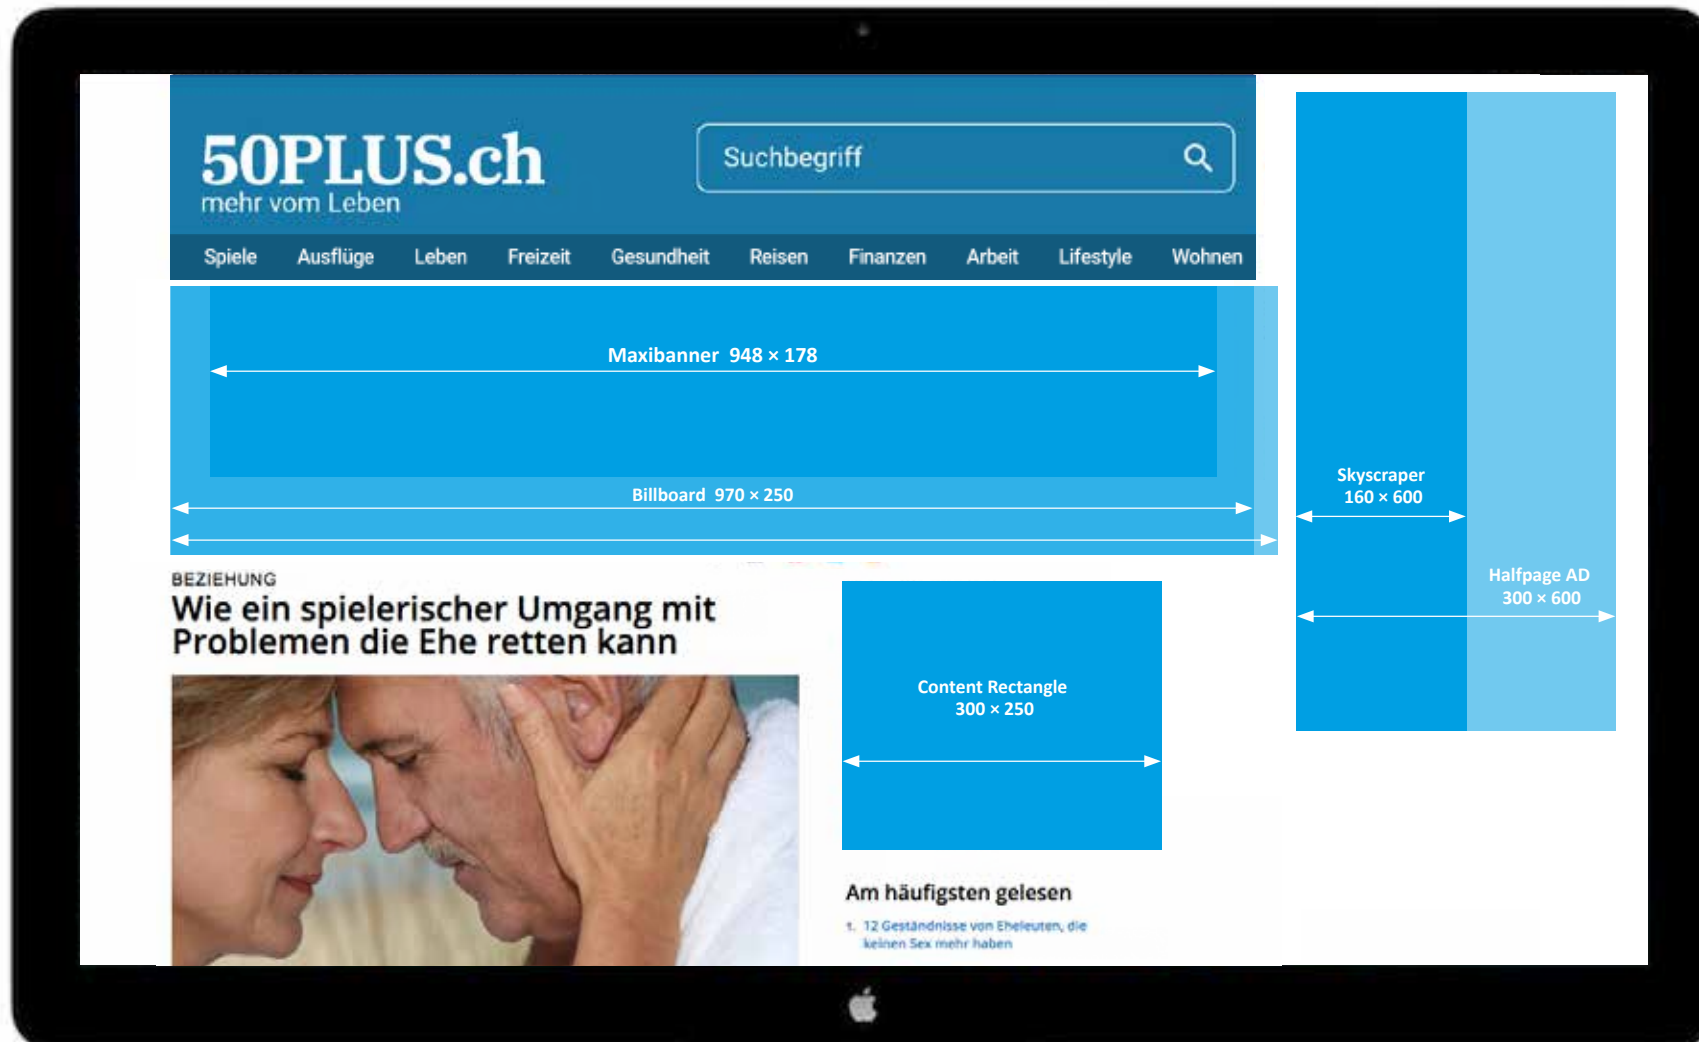 50PLUS.ch
mehr vom Leben
Suchbegriff
Spiele Ausflüge Leben Freizeit Gesundheit Reisen Finanzen Arbeit Lifestyle Wohnen
Maxibanner 948 × 178
Billboard 970 × 250
Skyscraper
160 × 600
Halfpage AD
300 × 600
BEZIEHUNG
Wie ein spielerischer Umgang mit
Problemen die Ehe retten kann
Content Rectangle
300 × 250
Am häufigsten gelesen
1. 12 Geständnisse von Eheleuten, die
keinen Sex mehr haben